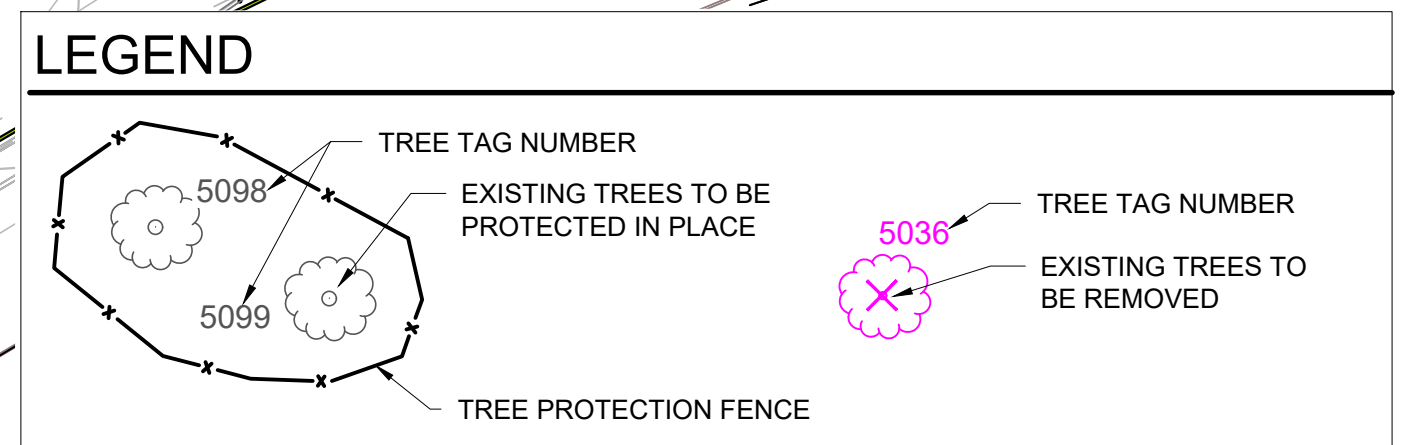 LEGEND
TREE TAG NUMBER
5098
EXISTING TREES TO BE
PROTECTED IN PLACE
5099
TREE PROTECTION FENCE
TREE TAG NUMBER
5036
EXISTING TREES TO
BE REMOVED